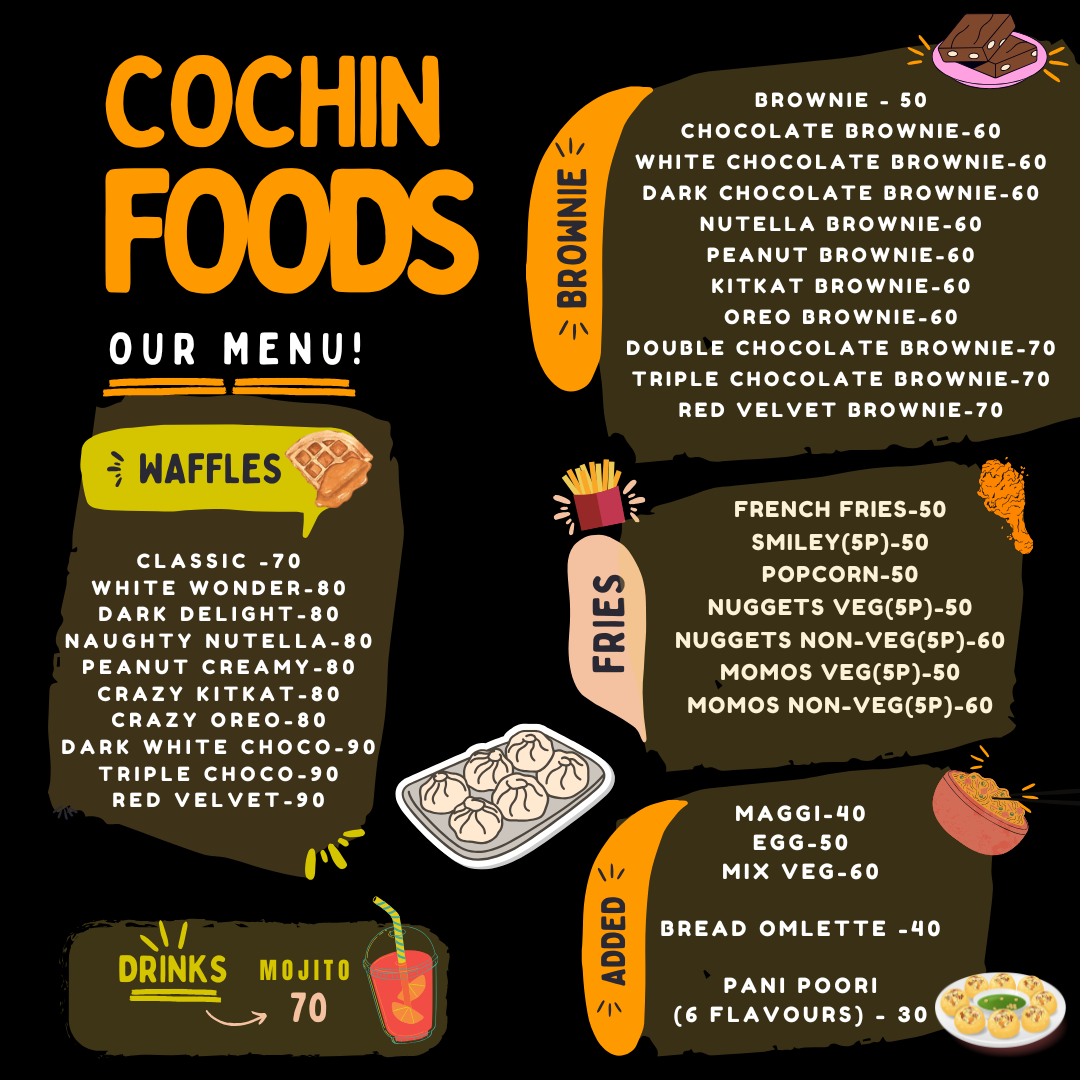 COCHIN
FOODS
OUR MENU!
WAFFLES
CLASSIC -70
WHITE WONDER-80
DARK DELIGHT-80
NAUGHTY NUTELLA-80
PEANUT CREAMY-80
CRAZY KITKAT-80
CRAZY OREO-80
DARK WHITE CHOCO-90
TRIPLE CHOCO-90
RED VELVET-90
DRINKS
MOJITO
70
BROWNIE
BROWNIE - 50
CHOCOLATE BROWNIE-60
WHITE CHOCOLATE BROWNIE-60
DARK CHOCOLATE BROWNIE-60
NUTELLA BROWNIE-60
PEANUT BROWNIE-60
KITKAT BROWNIE-60
OREO BROWNIE-60
DOUBLE CHOCOLATE BROWNIE-70
TRIPLE CHOCOLATE BROWNIE-70
RED VELVET BROWNIE-70
FRIES
FRENCH FRIES-50
SMILEY(5P)-50
POPCORN-50
NUGGETS VEG(5P)-50
NUGGETS NON-VEG(5P)-60
MOMOS VEG(5P)-50
MOMOS NON-VEG(5P)-60
ADDED
MAGGI-40
EGG-50
MIX VEG-60
BREAD OMLETTE -40
PANI POORI
(6 FLAVOURS) - 30